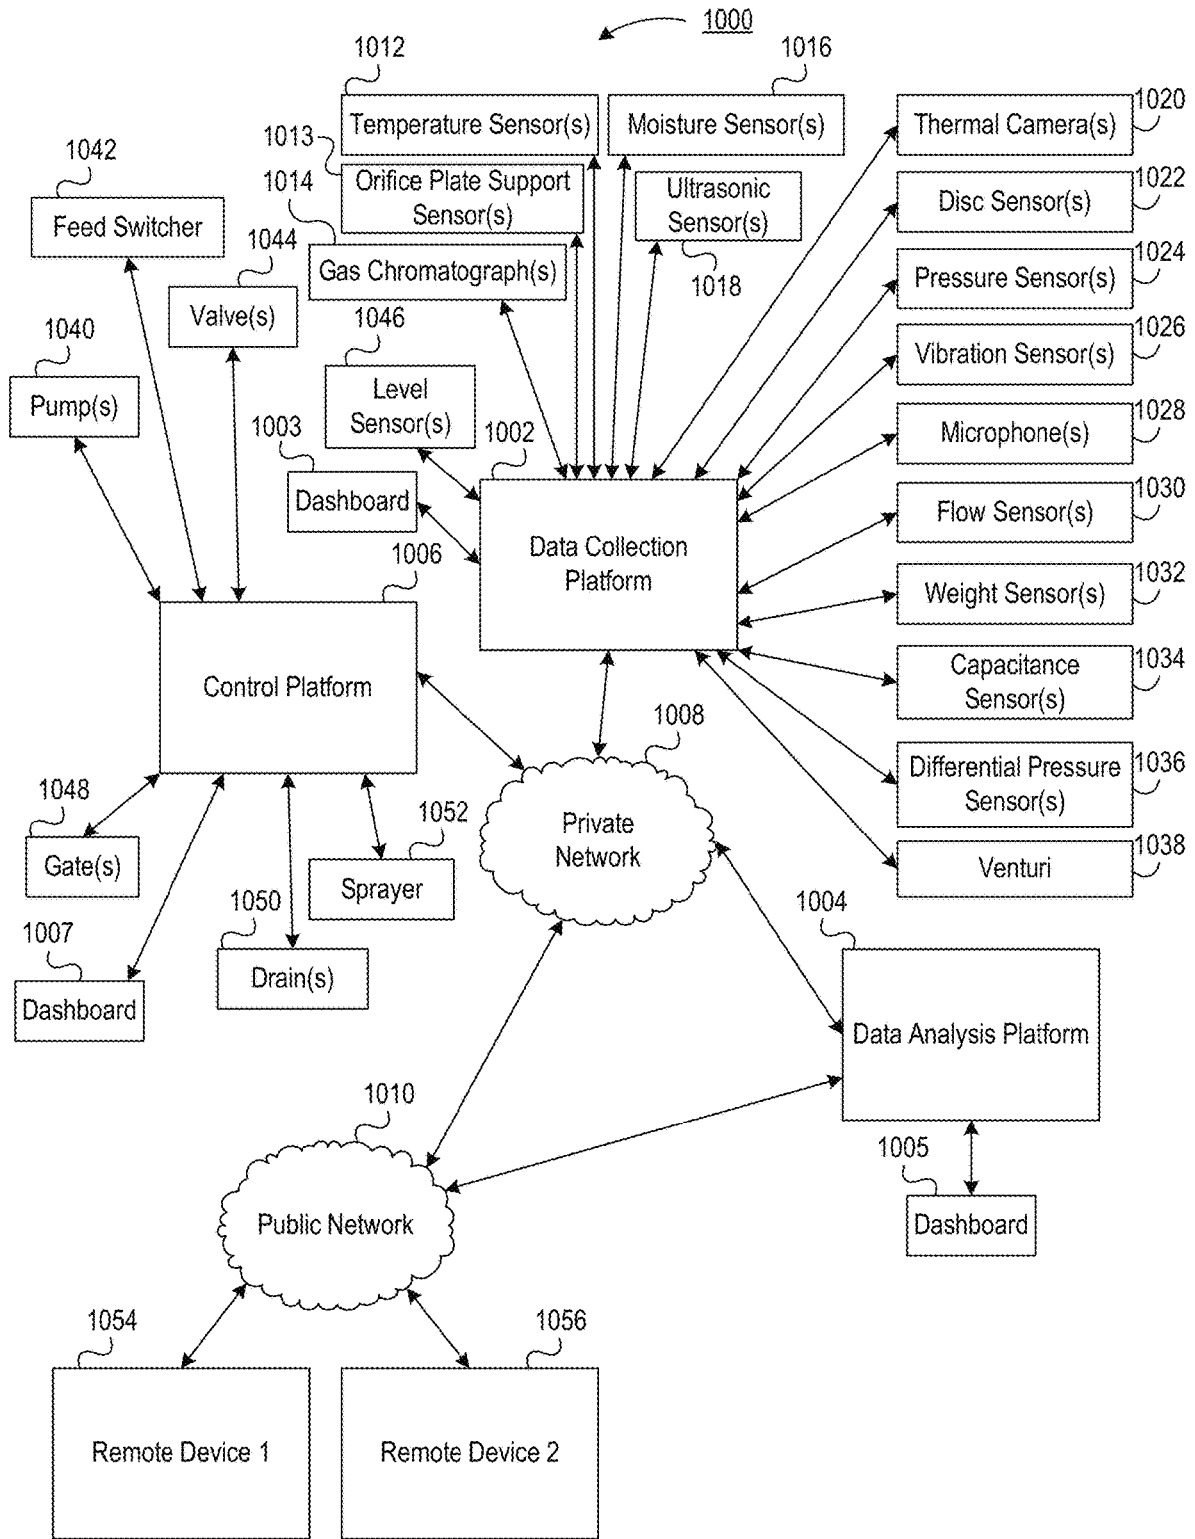 1000
1012
1016
Temperature Sensor(s)
Moisture Sensor(s)
1020
Thermal Camera(s)
1013
Orifice Plate Support
Sensor(s)
Ultrasonic
Sensor(s)
1018
1022
Disc Sensor(s)
1014
Gas Chromatograph(s)
1024
Pressure Sensor(s)
1042
Feed Switcher
1044
Valve(s)
1046
Level
Sensor(s)
1026
Vibration Sensor(s)
1040
Pump(s)
1028
Microphone(s)
1003
Dashboard
1002
Data Collection
Platform
1030
Flow Sensor(s)
1006
Control Platform
1032
Weight Sensor(s)
1034
Capacitance
Sensor(s)
1008
Private
Network
1036
Differential Pressure
Sensor(s)
1048
Gate(s)
1052
Sprayer
1038
Venturi
1050
Drain(s)
1007
Dashboard
1004
Data Analysis Platform
1010
Public Network
1005
Dashboard
1054
Remote Device 1
1056
Remote Device 2